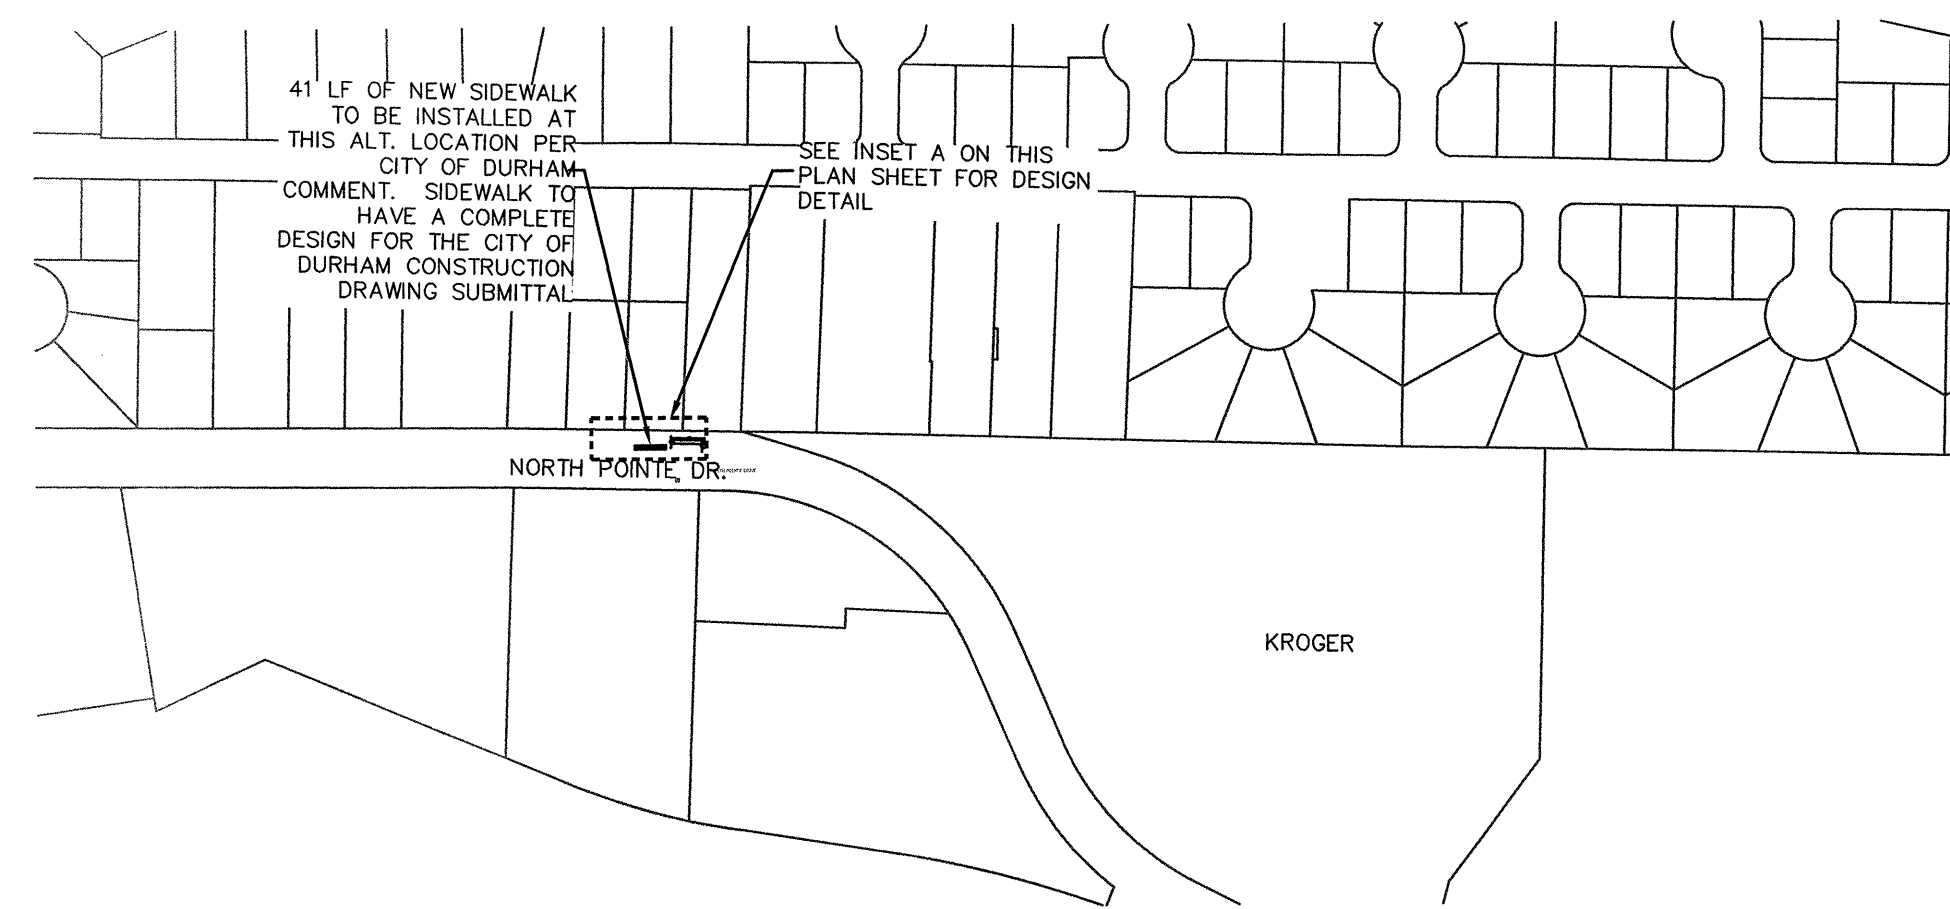 41 LF OF NEW SIDEWALK
TO BE INSTALLED AT
THIS ALT. LOCATION PER
CITY OF DURHAM
COMMENT. SIDEWALK TO
HAVE A COMPLETE
DESIGN FOR THE CITY OF
DURHAM CONSTRUCTION
DRAWING SUBMITTAL
SEE INSET A ON THIS
PLAN SHEET FOR DESIGN
DETAIL
NORTH POINTE DR.
KROGER